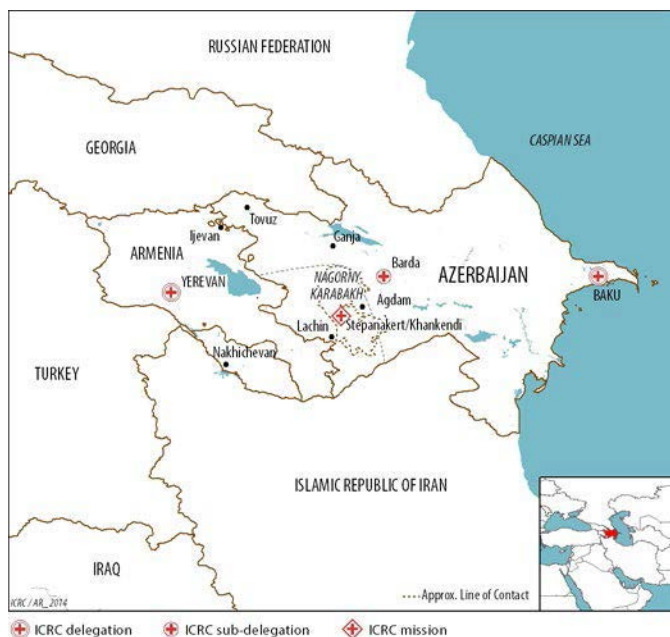 RUSSIAN FEDERATION
GEORGIA
CASPIAN SEA
Tovuz
Ijevan
Ganja
ARMENIA
Barda
AZERBAIJAN
NAGORNY-
KARABAKH
YEREVAN
BAKU
Agdam
Stepanakert/Khankendi
Lachin
Nakhichevan
TURKEY
ISLAMIC REPUBLIC OF IRAN
IRAQ
Approx. Line of Contact
ICRC / AR_2014
ICRC delegation
ICRC sub-delegation
ICRC mission